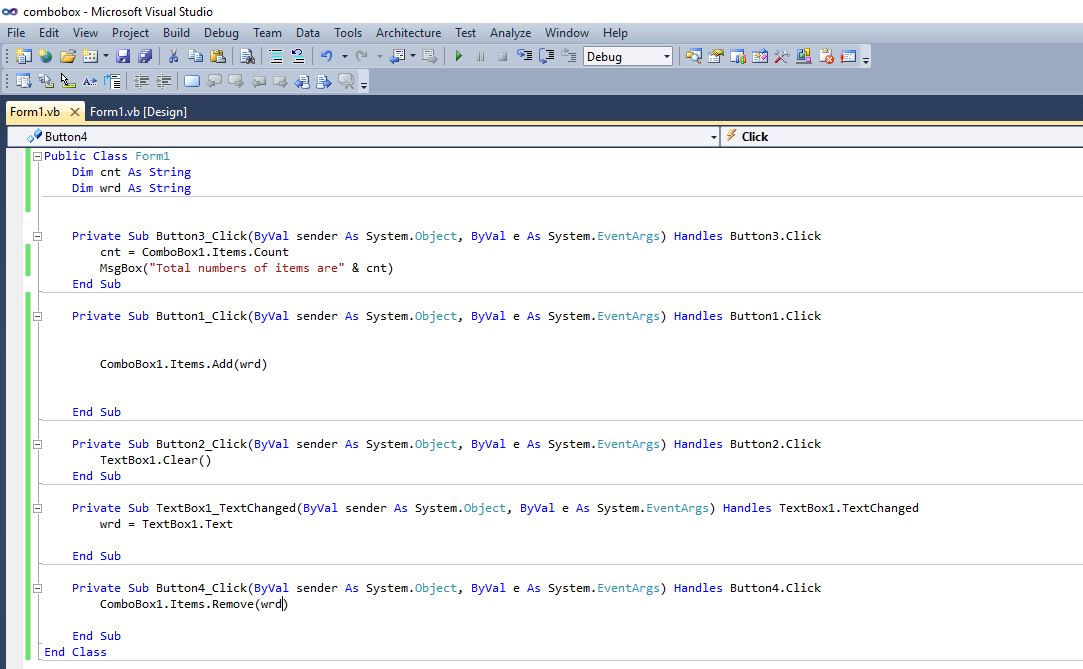 combobox - Microsoft Visual Studio
File Edit View Project Build Debug Team Data Tools Architecture Test Analyze Window Help
Debug
Form1.vb Form1.vb [Design]
Button4 Click
Public Class Form1
Dim cnt As String
Dim wrd As String
Private Sub Button3_Click(ByVal sender As System.Object, ByVal e As System.EventArgs) Handles Button3.Click
cnt = ComboBox1.Items.Count
MsgBox("Total numbers of items are" & cnt)
End Sub
Private Sub Button1_Click(ByVal sender As System.Object, ByVal e As System.EventArgs) Handles Button1.Click
ComboBox1.Items.Add(wrd)
End Sub
Private Sub Button2_Click(ByVal sender As System.Object, ByVal e As System.EventArgs) Handles Button2.Click
TextBox1.Clear()
End Sub
Private Sub TextBox1_TextChanged(ByVal sender As System.Object, ByVal e As System.EventArgs) Handles TextBox1.TextChanged
wrd = TextBox1.Text
End Sub
Private Sub Button4_Click(ByVal sender As System.Object, ByVal e As System.EventArgs) Handles Button4.Click
ComboBox1.Items.Remove(wrd)
End Sub
End Class